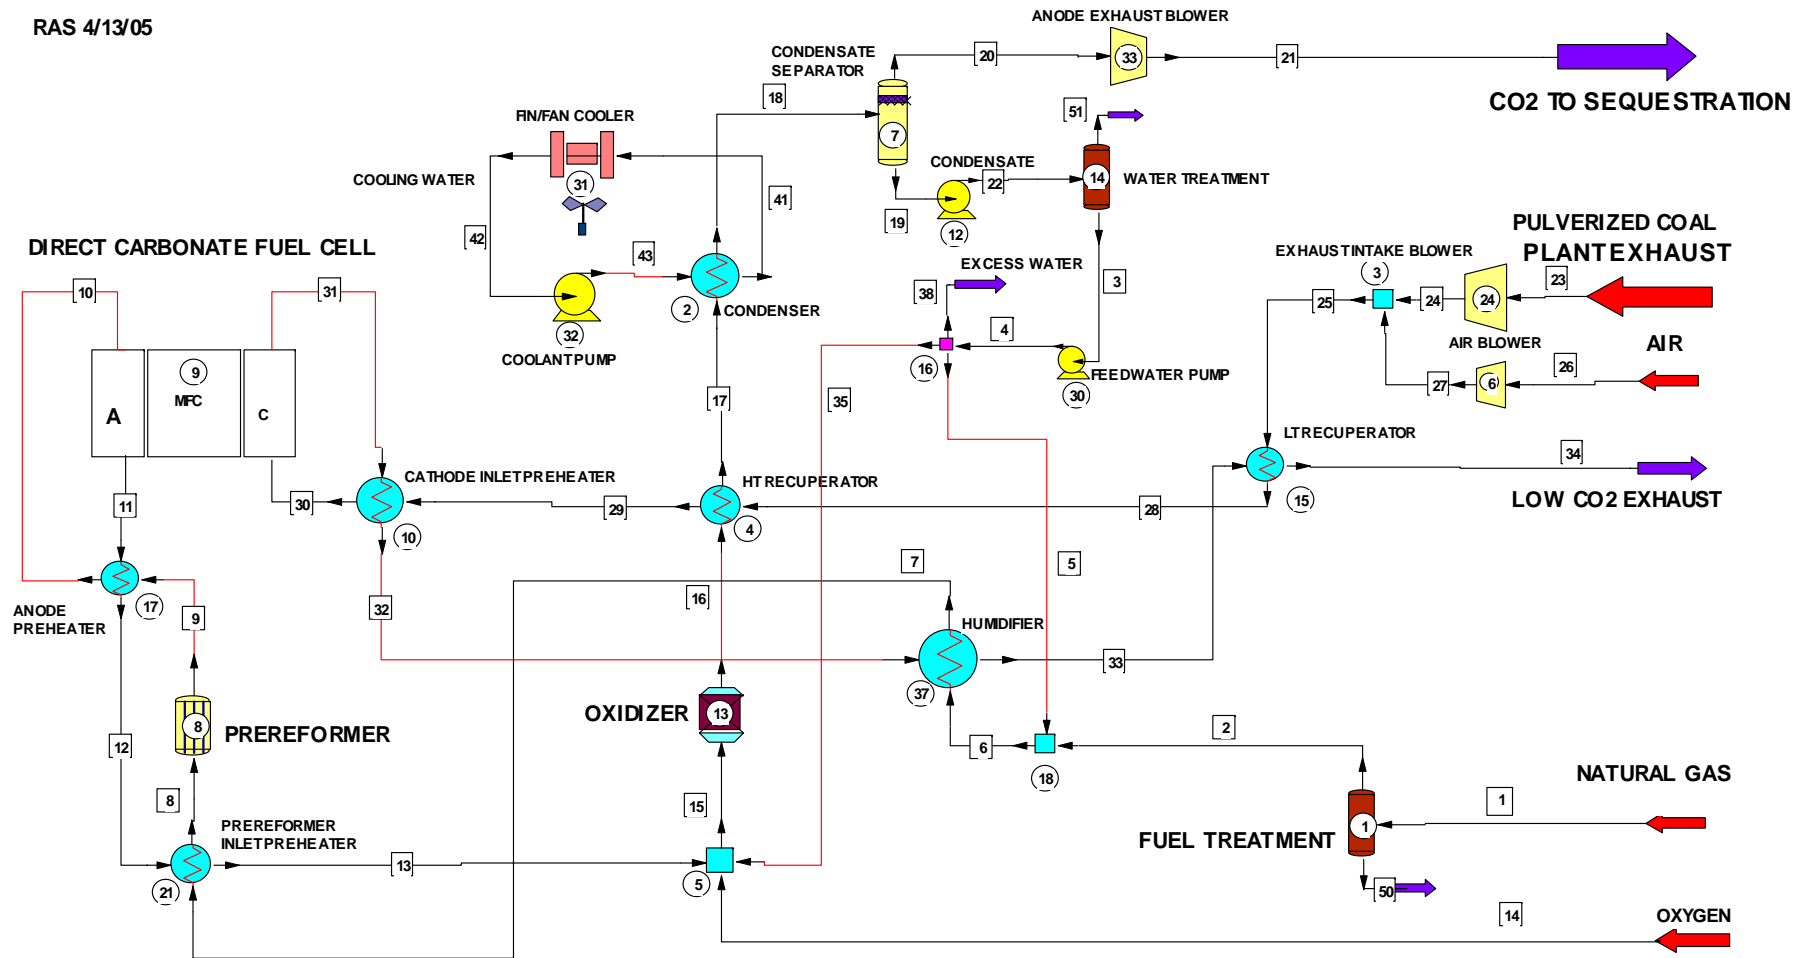 RAS 4/13/05
ANODE EXHAUST BLOWER
33
20
21
CONDENSATE
SEPARATOR
CO2 TO SEQUESTRATION
18
51
FIN/FAN COOLER
7
CONDENSATE
22
14
WATER TREATMENT
COOLING WATER
31
41
19
12
PULVERIZED COAL
PLANT EXHAUST
DIRECT CARBONATE FUEL CELL
42
43
EXHAUST INTAKE BLOWER
3
EXCESS WATER
3
23
10
31
38
25
24
24
2
CONDENSER
32
COOLANT PUMP
4
16
FEEDWATER PUMP
30
AIR BLOWER
AIR
26
27
6
9
MFC
A
C
17
35
LT RECUPERATOR
34
CATHODE INLET PREHEATER
HT RECUPERATOR
15
LOW CO2 EXHAUST
11
30
29
28
4
10
5
7
17
ANODE
PREHEATER
9
32
16
HUMIDIFIER
33
37
OXIDIZER
13
8
PREREFORMER
12
6
2
18
NATURAL GAS
8
15
1
PREREFORMER
INLET PREHEATER
FUEL TREATMENT
1
13
5
21
50
14
OXYGEN